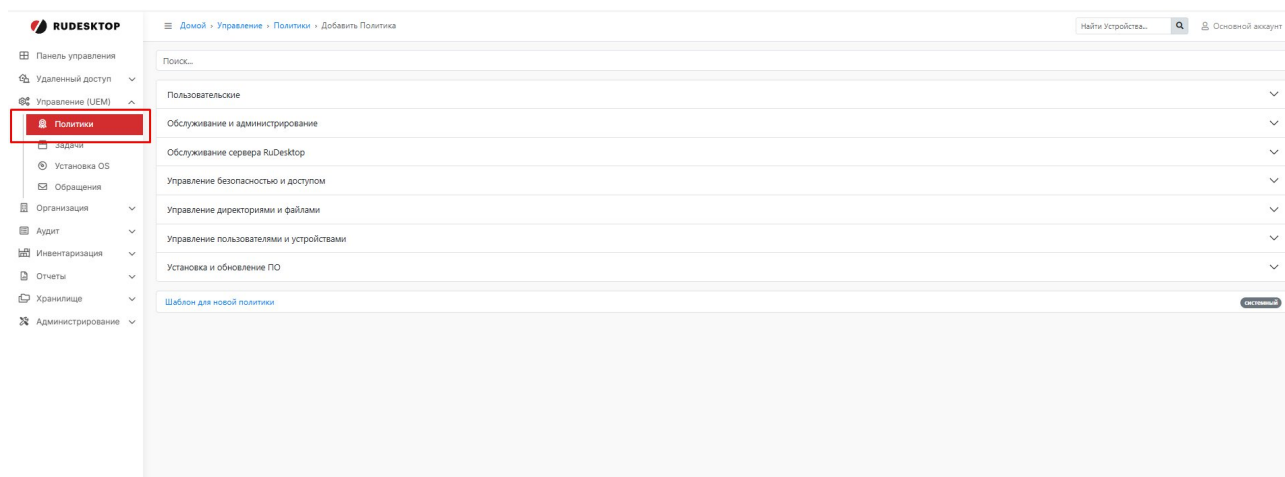 RUDESKTOP
Домой › Управление › Политики › Добавить Политика
Найти Устройства...
Основной аккаунт
Панель управления
Удаленный доступ
Управление (UEM)
Политики
Задачи
Установка OS
Обращения
Организация
Аудит
Инвентаризация
Отчеты
Хранилище
Администрирование
Поиск...
Пользовательские
Обслуживание и администрирование
Обслуживание сервера RuDesktop
Управление безопасностью и доступом
Управление директориями и файлами
Управление пользователями и устройствами
Установка и обновление ПО
Шаблон для новой политики
системный